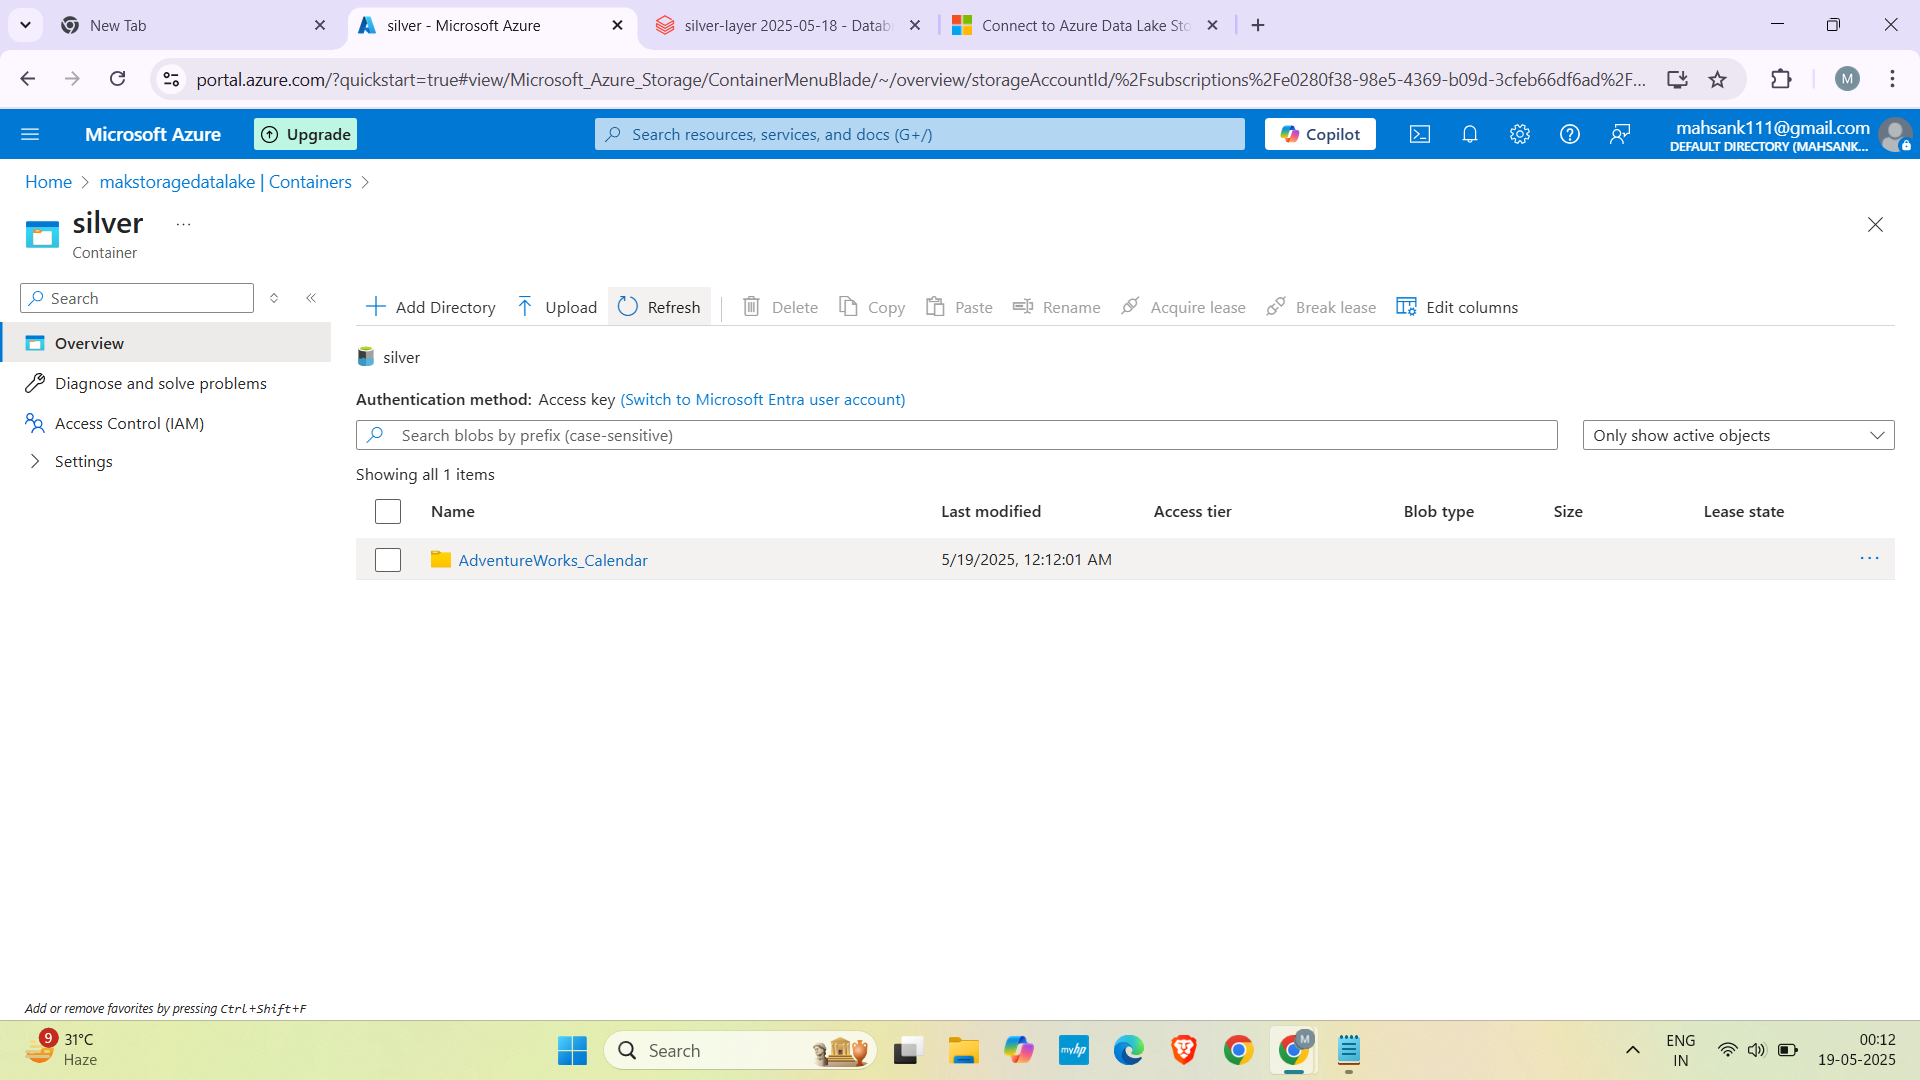 New Tab
silver - Microsoft Azure
silver-layer 2025-05-18 - Datab
Connect to Azure Data Lake Sto
portal.azure.com/?quickstart=true#view/Microsoft_Azure_Storage/ContainerMenuBlade/~/overview/storageAccountId/%2Fsubscriptions%2Fe0280f38-98e5-4369-b09d-3cfeb66df6ad%2F...
M
Microsoft Azure
Upgrade
Search resources, services, and docs (G+/)
Copilot
mahsank111@gmail.com
DEFAULT DIRECTORY (MAHSANK...
Home > makstoragedatalake | Containers >
silver ...
Container
Search
Add Directory
Upload
Refresh
Delete
Copy
Paste
Rename
Acquire lease
Break lease
Edit columns
Overview
Diagnose and solve problems
Access Control (IAM)
Settings
silver
Authentication method: Access key (Switch to Microsoft Entra user account)
Search blobs by prefix (case-sensitive)
Only show active objects
Showing all 1 items
Name Last modified Access tier Blob type Size Lease state
AdventureWorks_Calendar 5/19/2025, 12:12:01 AM ...
Add or remove favorites by pressing Ctrl+Shift+F
9
31°C
Haze
Search
myhp
M
ENG
IN
00:12
19-05-2025